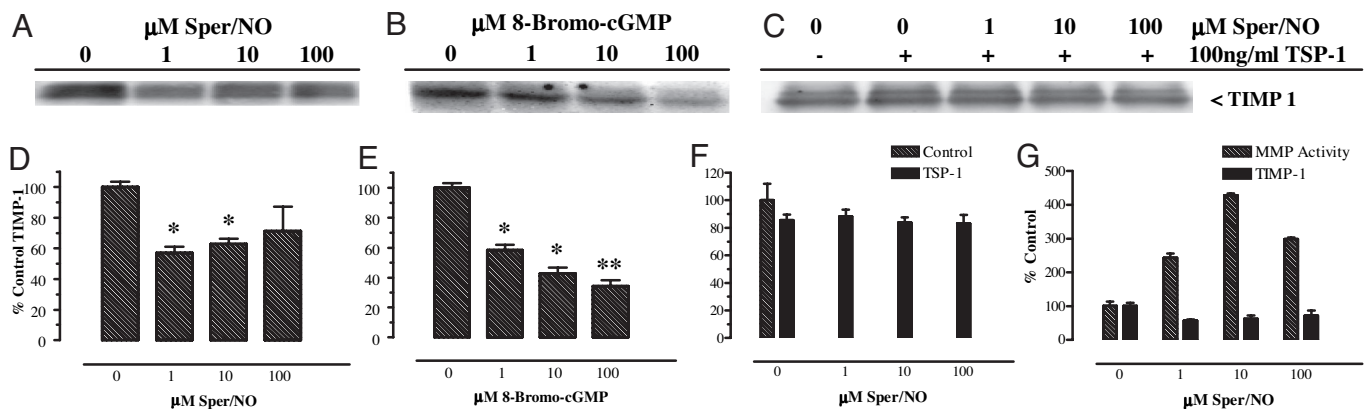 A
μM Sper/NO
0 1 10 100
B
μM 8-Bromo-cGMP
0 1 10 100
C
0 0 1 10 100 μM Sper/NO
- + + + + 100ng/ml TSP-1
< TIMP 1
D
% Control TIMP-1
100
80
60
40
20
0
* *
0 1 10 100
μM Sper/NO
E
100
80
60
40
20
0
* * **
0 1 10 100
μM 8-Bromo-cGMP
F
Control
TSP-1
120
100
80
60
40
20
0
0 1 10 100
μM Sper/NO
G
MMP Activity
TIMP-1
% Control
500
400
300
200
100
0
0 1 10 100
μM Sper/NO